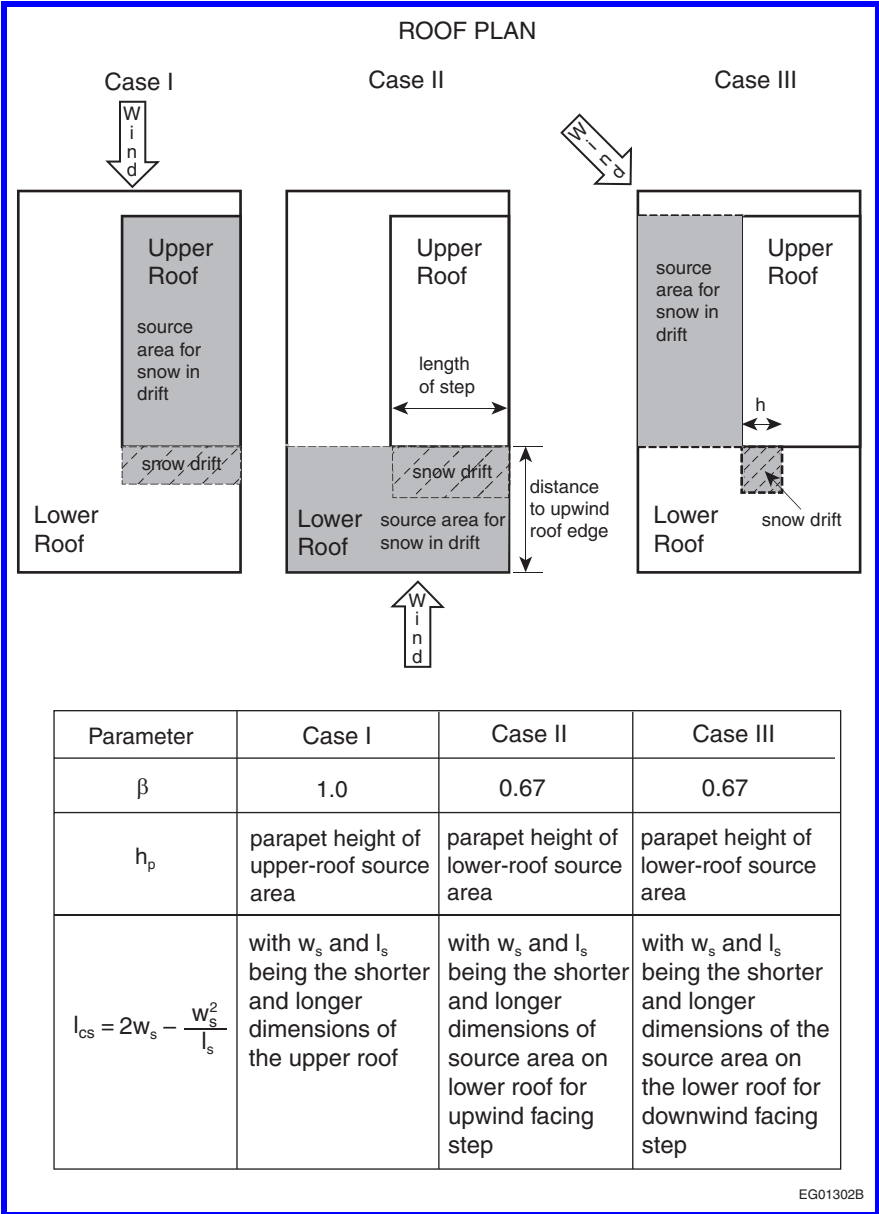 ROOF PLAN
Case I
Case II
Case III
Wind
Wind
Upper
Roof
source
area for
snow in
drift
snow drift
Lower
Roof
Upper
Roof
length
of step
snow drift
distance
to upwind
roof edge
Lower
Roof
source area for
snow in drift
Wind
source
area for
snow in
drift
Upper
Roof
h
Lower
Roof
snow drift
Parameter
Case I
Case II
Case III
β
1.0
0.67
0.67
hp
parapet height of
upper-roof source
area
parapet height of
lower-roof source
area
parapet height of
lower-roof source
area
lcs = 2ws – ws2/ls
with ws and ls
being the shorter
and longer
dimensions of
the upper roof
with ws and ls
being the shorter
and longer
dimensions of
source area on
lower roof for
upwind facing
step
with ws and ls
being the shorter
and longer
dimensions of the
source area on
the lower roof for
downwind facing
step
EG01302B